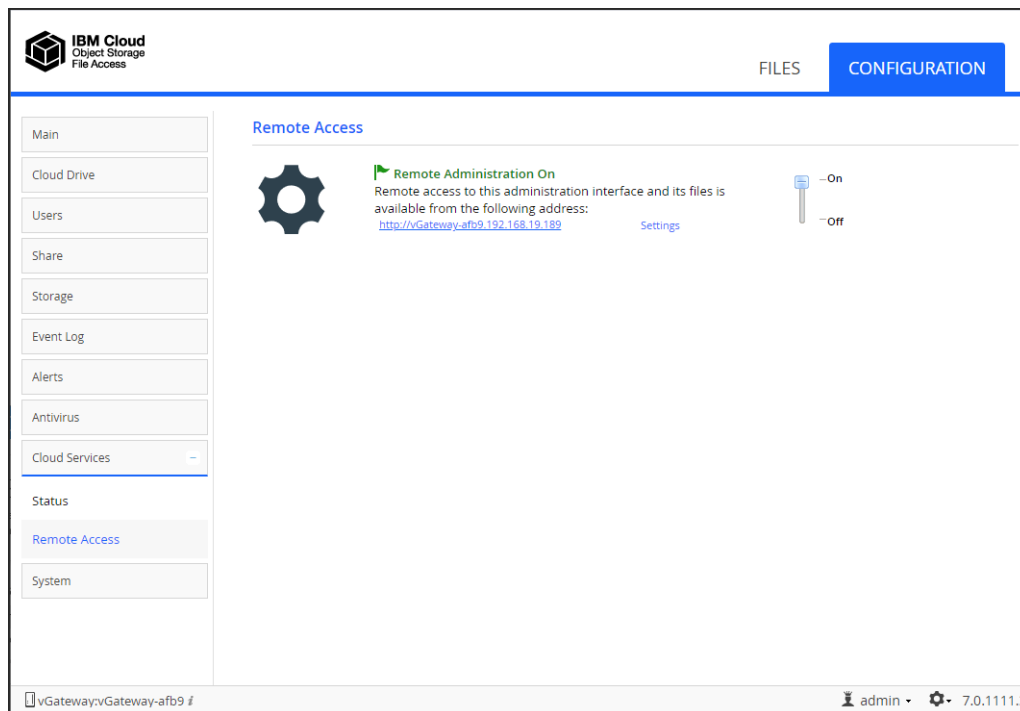 IBM Cloud
Object Storage
File Access
FILES
CONFIGURATION
Main
Cloud Drive
Users
Share
Storage
Event Log
Alerts
Antivirus
Cloud Services
Status
Remote Access
System
Remote Access
Remote Administration On
Remote access to this administration interface and its files is
available from the following address:
http://vGateway-afb9.192.168.19.189 Settings
On
Off
vGateway:vGateway-afb9 i
admin
7.0.1111.